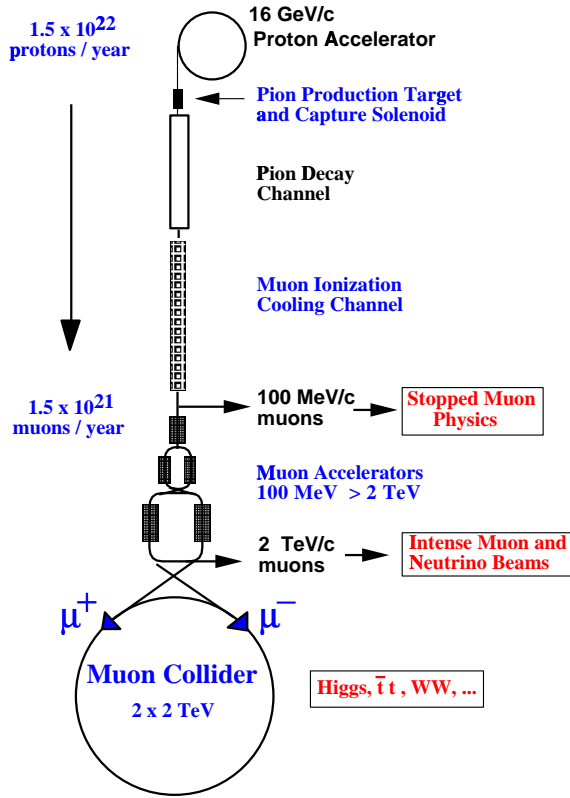 1.5 x 10^22
protons / year
16 GeV/c
Proton Accelerator
Pion Production Target
and Capture Solenoid
Pion Decay
Channel
Muon Ionization
Cooling Channel
1.5 x 10^21
muons / year
100 MeV/c
muons
Stopped Muon
Physics
Muon Accelerators
100 MeV > 2 TeV
2 TeV/c
muons
Intense Muon and
Neutrino Beams
μ+
μ−
Muon Collider
2 x 2 TeV
Higgs, t̄ t , WW, ...